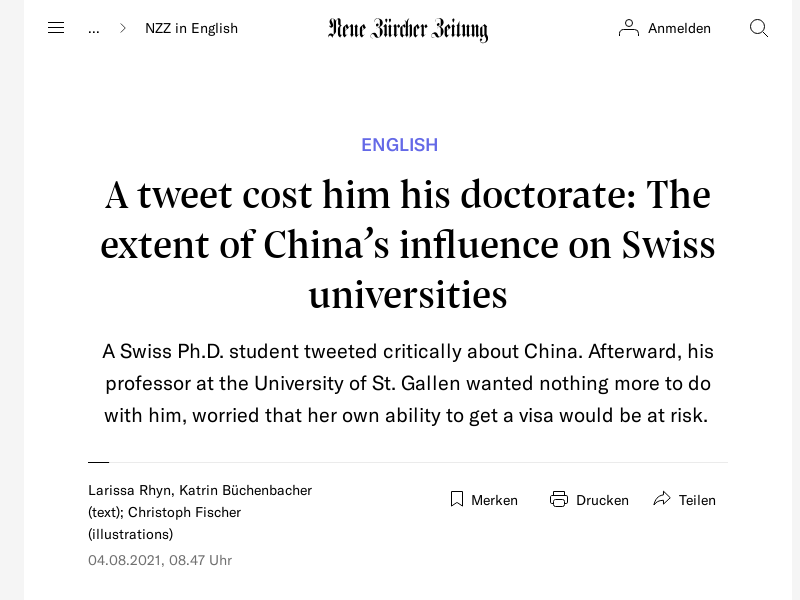 ... NZZ in English Neue Zürcher Zeitung Anmelden
ENGLISH
A tweet cost him his doctorate: The
extent of China’s influence on Swiss
universities
A Swiss Ph.D. student tweeted critically about China. Afterward, his
professor at the University of St. Gallen wanted nothing more to do
with him, worried that her own ability to get a visa would be at risk.
Larissa Rhyn, Katrin Büchenbacher
(text); Christoph Fischer
(illustrations)
04.08.2021, 08.47 Uhr
Merken Drucken Teilen